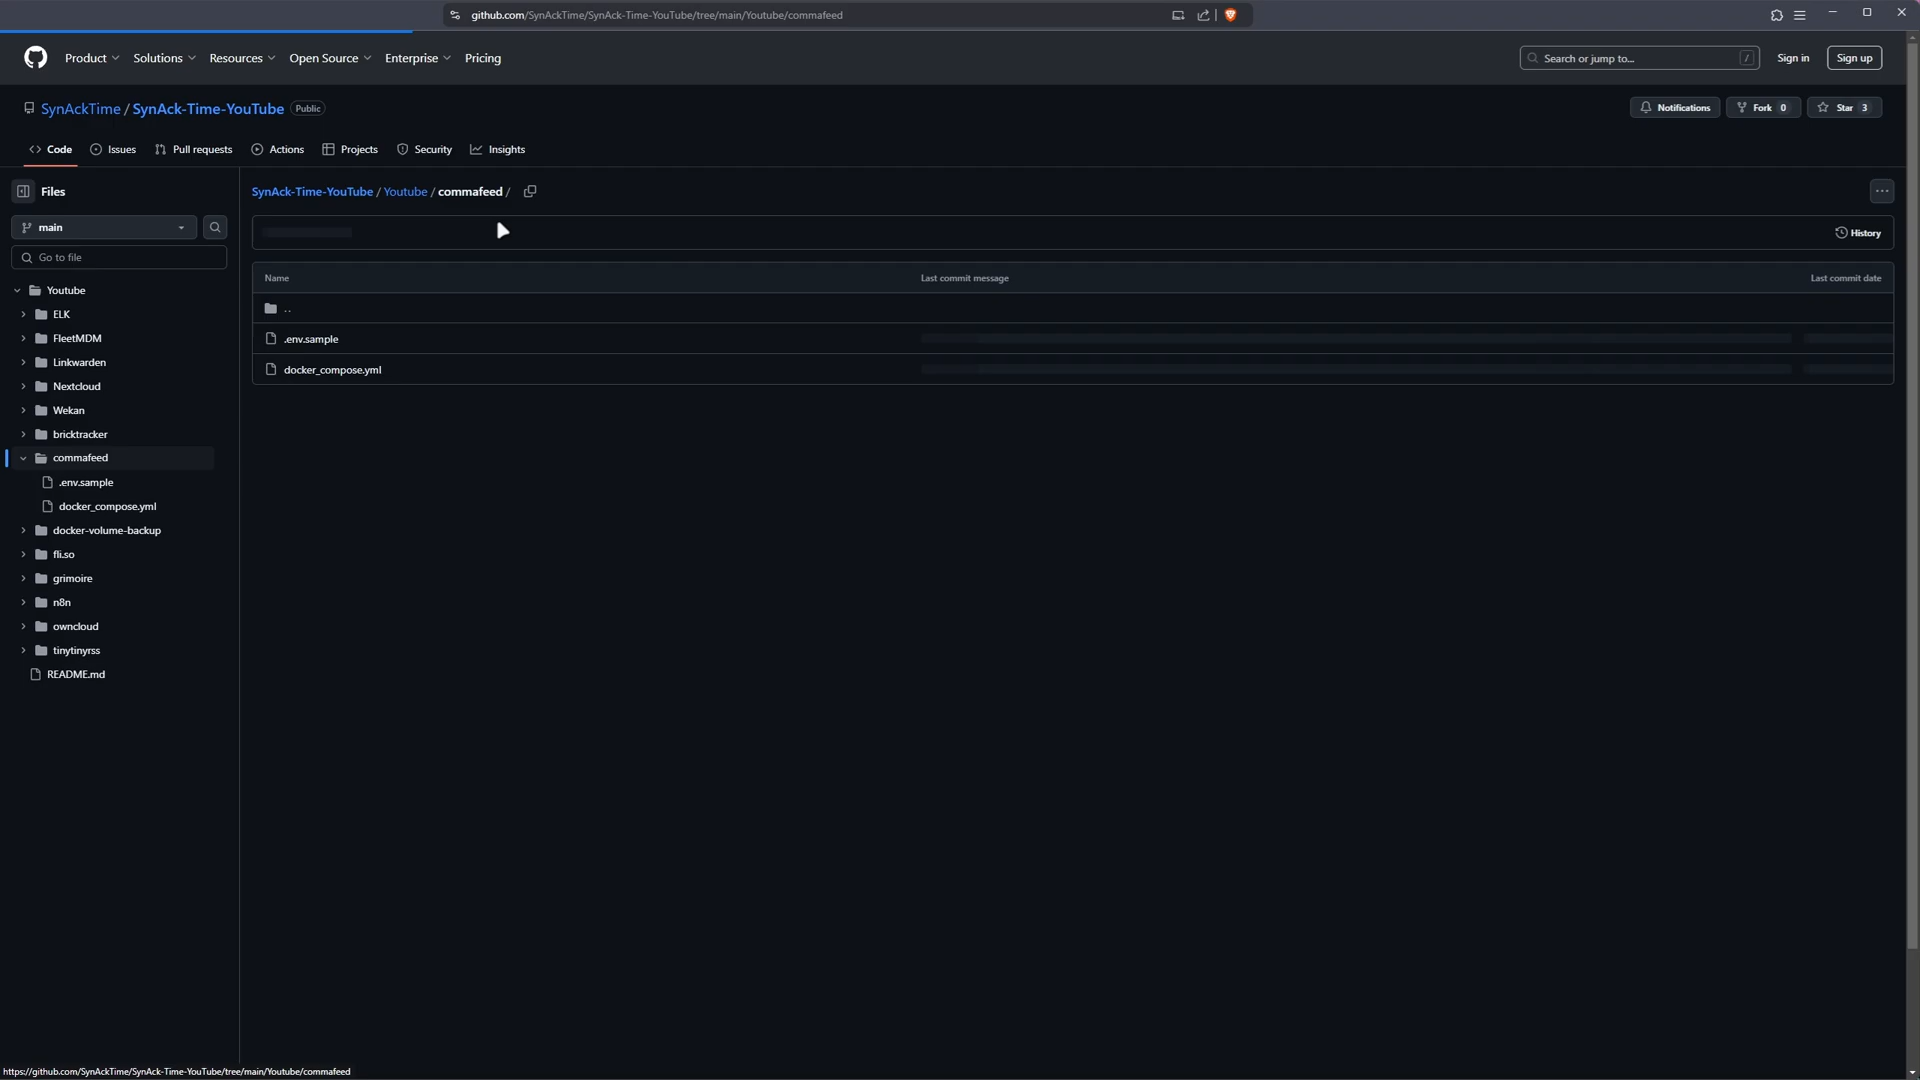 github.com/SynAckTime/SynAck-Time-YouTube/tree/main/Youtube/commafeed
Product Solutions Resources Open Source Enterprise Pricing
Search or jump to... /
Sign in
Sign up
SynAckTime / SynAck-Time-YouTube Public
Notifications
Fork 0
Star 3
Code Issues Pull requests Actions Projects Security Insights
Files
main
Go to file
Youtube
ELK
FleetMDM
Linkwarden
Nextcloud
Wekan
bricktracker
commafeed
.env.sample
docker_compose.yml
docker-volume-backup
fli.so
grimoire
n8n
owncloud
tinytinyrss
README.md
SynAck-Time-YouTube / Youtube / commafeed /
History
Name Last commit message Last commit date
..
.env.sample
docker_compose.yml
https://github.com/SynAckTime/SynAck-Time-YouTube/tree/main/Youtube/commafeed